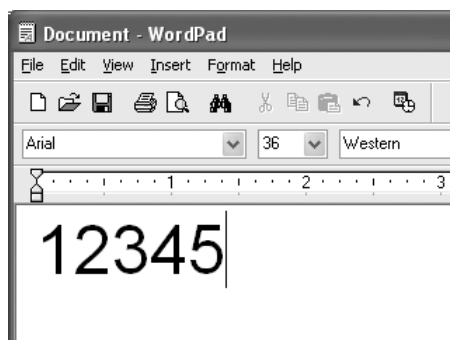 Document - WordPad
File Edit View Insert Format Help
Arial 36 Western
1 2 3
12345